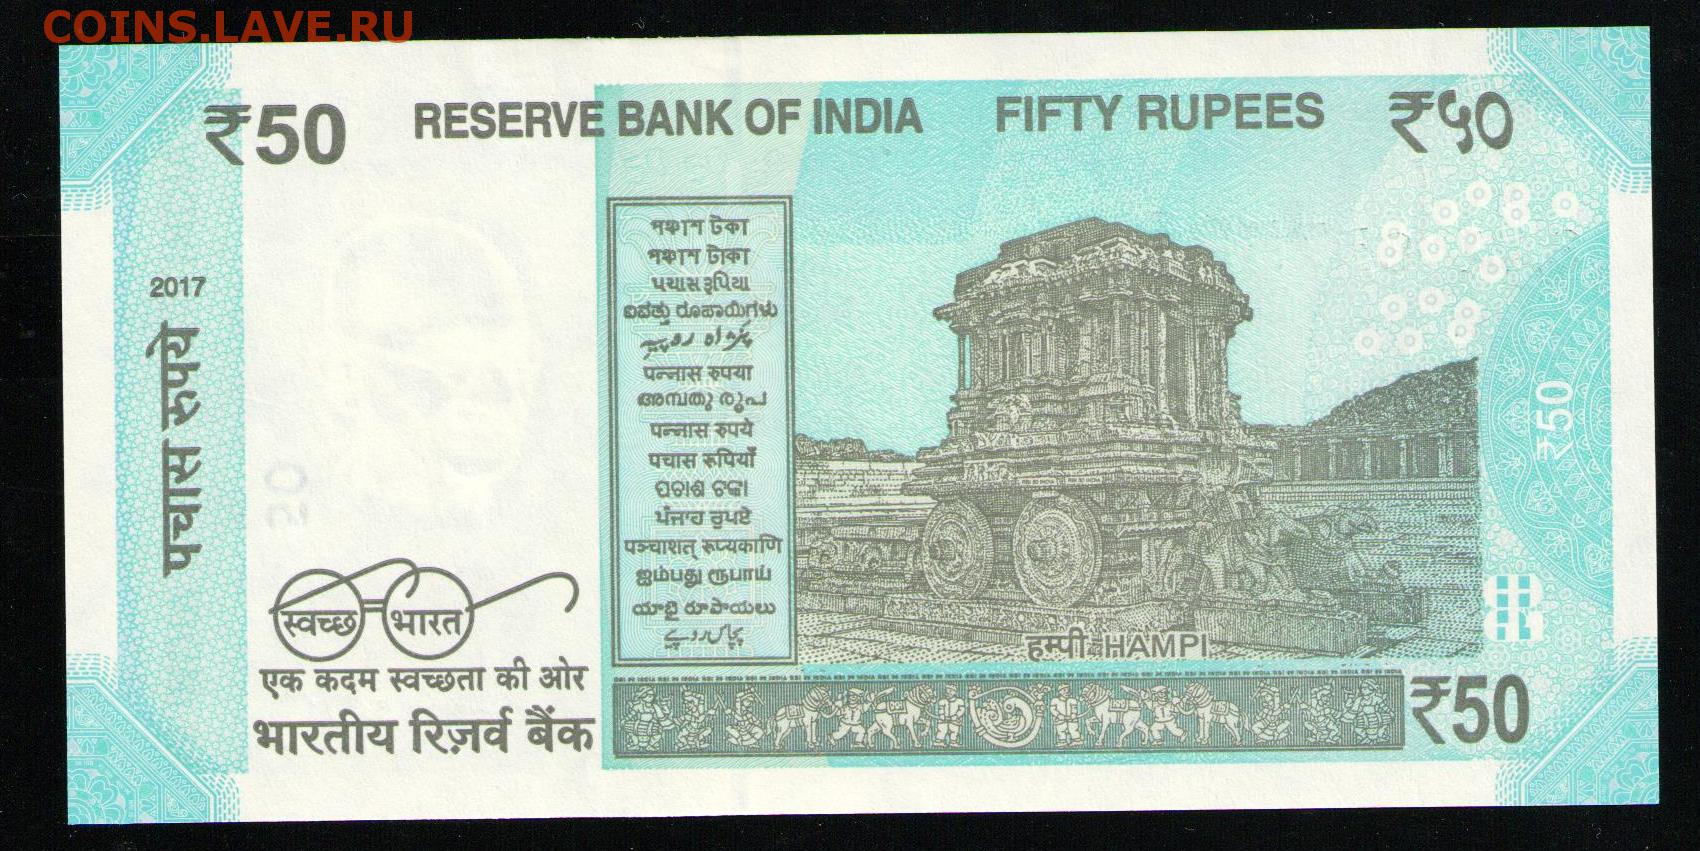 COINS.LAVE.RU
₹50 RESERVE BANK OF INDIA FIFTY RUPEES ₹५०
2017
पचास रुपये
পঞ্চাশ টকা
পঞ্চাশ টাকা
પચાસ રૂપિયા
ಐವತ್ತು ರೂಪಾಯಿಗಳು
पन्नास रुपया
അമ്പതു രൂപ
पन्नास रुपये
पचास रूपियाँ
ପଚାଶ ଟଙ୍କା
ਪੰਜਾਹ ਰੁਪਏ
पञ्चाशत् रुप्यकाणि
ஐம்பது ரூபாய்
యాభై రూపాయలు
پچاس روپے
₹50
स्वच्छ भारत
एक कदम स्वच्छता की ओर
भारतीय रिज़र्व बैंक
हम्पी HAMPI
₹50
50